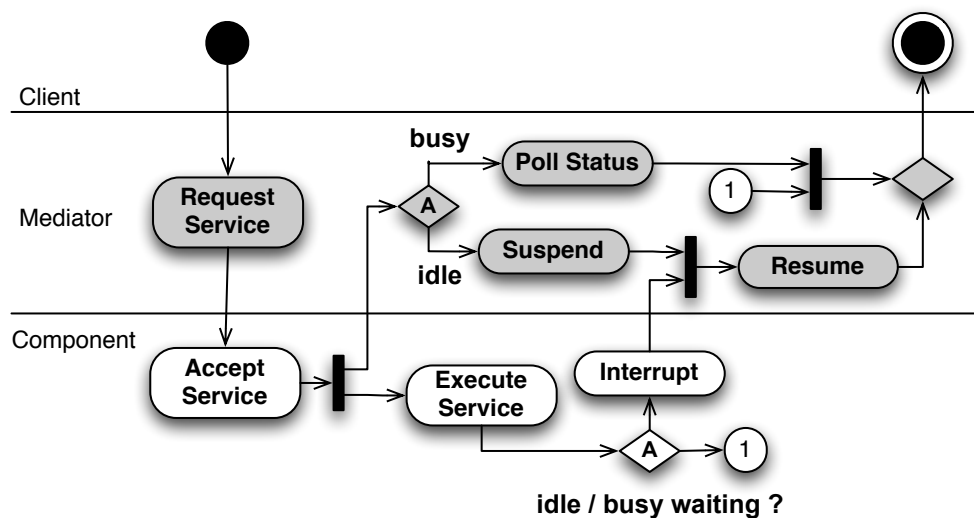 Client
busy
Poll Status
Request
Service
1
A
Mediator
idle
Suspend
Resume
Component
Accept
Service
Execute
Service
Interrupt
A
1
idle / busy waiting ?